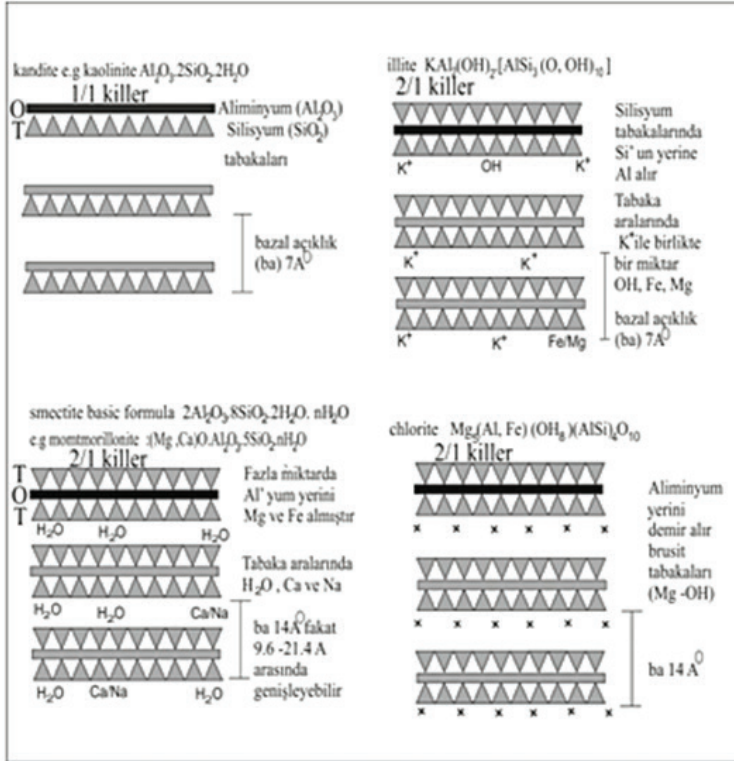 kandite e.g kaolinite Al₂O₃.2SiO₂.2H₂O
1/1 killer
O
Aliminyum (Al₂O₃)
T
Silisyum (SiO₂)
tabakaları
bazal açıklık
(ba) 7A⁰
illite KAl₂(OH)₂[AlSi₃(O, OH)₁₀]
2/1 killer
Silisyum
tabakalarında
Si' un yerine
Al alır
K⁺ OH K⁺
Tabaka
aralarında
K⁺ile birlikte
bir miktar
OH, Fe, Mg
K⁺ K⁺
bazal açıklık
(ba) 7A⁰
K⁺ K⁺ Fe/Mg
smectite basic formula 2Al₂O₃.8SiO₂.2H₂O. nH₂O
e.g momtmorillonite :(Mg ,Ca)O.Al₂O₃.5SiO₂.nH₂O
2/1 killer
T
O
T
Fazla miktarda
Al' yum yerini
Mg ve Fe almıştır
H₂O H₂O H₂O
Tabaka aralarında
H₂O , Ca ve Na
H₂O H₂O Ca/Na
ba 14A⁰fakat
9.6 -21.4 A
arasında
genişleyebilir
H₂O Ca/Na H₂O
chlorite Mg₅(Al, Fe) (OH₈)(AlSi)₄O₁₀
2/1 killer
Aliminyum
yerini
demir alır
brusit
tabakaları
(Mg -OH)
x x x x x x
x x x x x x
ba 14 A⁰
x x x x x x